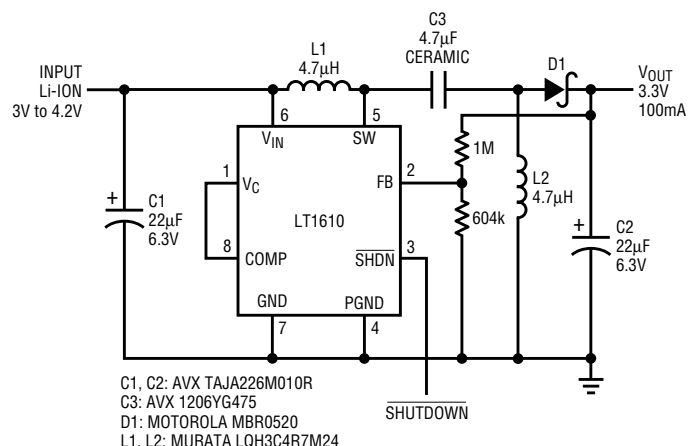 C3
4.7µF
CERAMIC
L1
4.7µH
D1
INPUT
Li-ION
3V to 4.2V
VOUT
3.3V
100mA
6
5
VIN
SW
1
VC
2
FB
1M
L2
4.7µH
LT1610
604k
C1
22µF
6.3V
+
8
COMP
SHDN
3
+
C2
22µF
6.3V
GND
PGND
7
4
C1, C2: AVX TAJA226M010R
C3: AVX 1206YG475
D1: MOTOROLA MBR0520
L1, L2: MURATA LQH3C4R7M24
SHUTDOWN